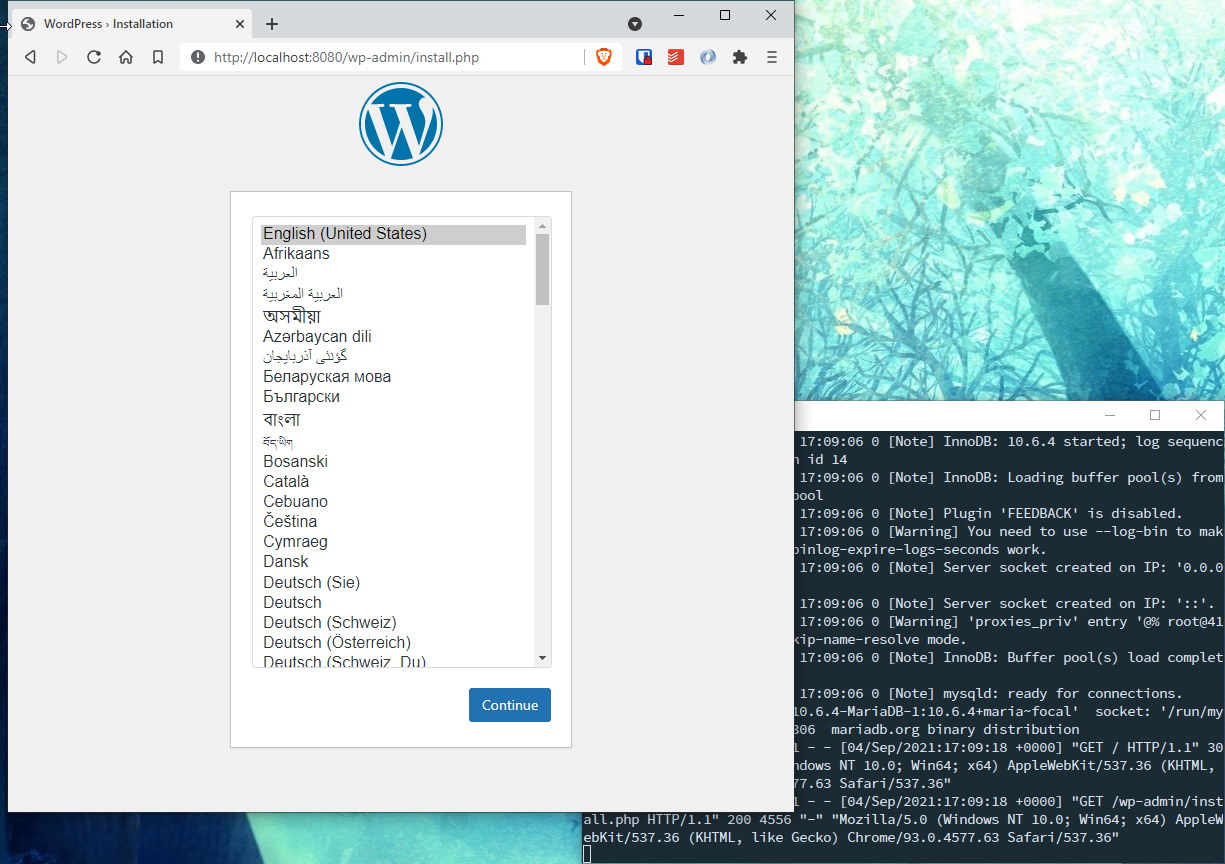 WordPress › Installation
http://localhost:8080/wp-admin/install.php
English (United States)
Afrikaans
العربية
العربية المغربية
অসমীয়া
Azərbaycan dili
گؤنئی آذربایجان
Беларуская мова
Български
বাংলা
བོད་ཡིག
Bosanski
Català
Cebuano
Čeština
Cymraeg
Dansk
Deutsch (Sie)
Deutsch
Deutsch (Schweiz)
Deutsch (Österreich)
Deutsch (Schweiz, Du)
Continue
17:09:06 0 [Note] InnoDB: 10.6.4 started; log sequenc
n id 14
17:09:06 0 [Note] InnoDB: Loading buffer pool(s) from
pool
17:09:06 0 [Note] Plugin 'FEEDBACK' is disabled.
17:09:06 0 [Warning] You need to use --log-bin to mak
binlog-expire-logs-seconds work.
17:09:06 0 [Note] Server socket created on IP: '0.0.0
17:09:06 0 [Note] Server socket created on IP: '::'.
17:09:06 0 [Warning] 'proxies_priv' entry '@% root@41
kip-name-resolve mode.
17:09:06 0 [Note] InnoDB: Buffer pool(s) load complet
17:09:06 0 [Note] mysqld: ready for connections.
10.6.4-MariaDB-1:10.6.4+maria~focal'  socket: '/run/my
306  mariadb.org binary distribution
1 - - [04/Sep/2021:17:09:18 +0000] "GET / HTTP/1.1" 30
ndows NT 10.0; Win64; x64) AppleWebKit/537.36 (KHTML,
77.63 Safari/537.36"
1 - - [04/Sep/2021:17:09:18 +0000] "GET /wp-admin/inst
all.php HTTP/1.1" 200 4556 "-" "Mozilla/5.0 (Windows NT 10.0; Win64; x64) AppleW
ebKit/537.36 (KHTML, like Gecko) Chrome/93.0.4577.63 Safari/537.36"